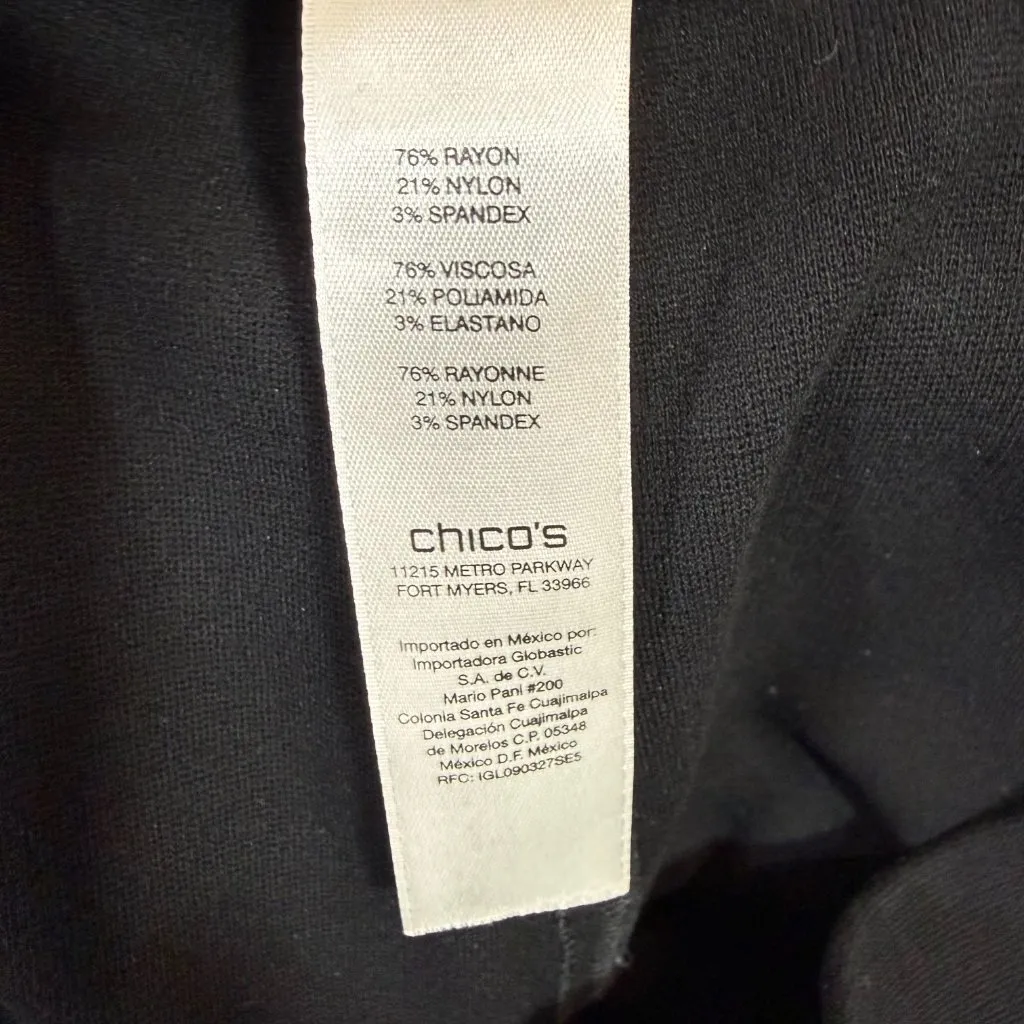 76% RAYON
21% NYLON
3% SPANDEX
76% VISCOSA
21% POLIAMIDA
3% ELASTANO
76% RAYONNE
21% NYLON
3% SPANDEX
chico's
11215 METRO PARKWAY
FORT MYERS, FL 33966
Importado en México por:
Importadora Globastic
S.A. de C.V.
Mario Pani #200
Colonia Santa Fe Cuajimalpa
Delegación Cuajimalpa
de Morelos C.P. 05348
México D.F. México
RFC: IGL090327SE5